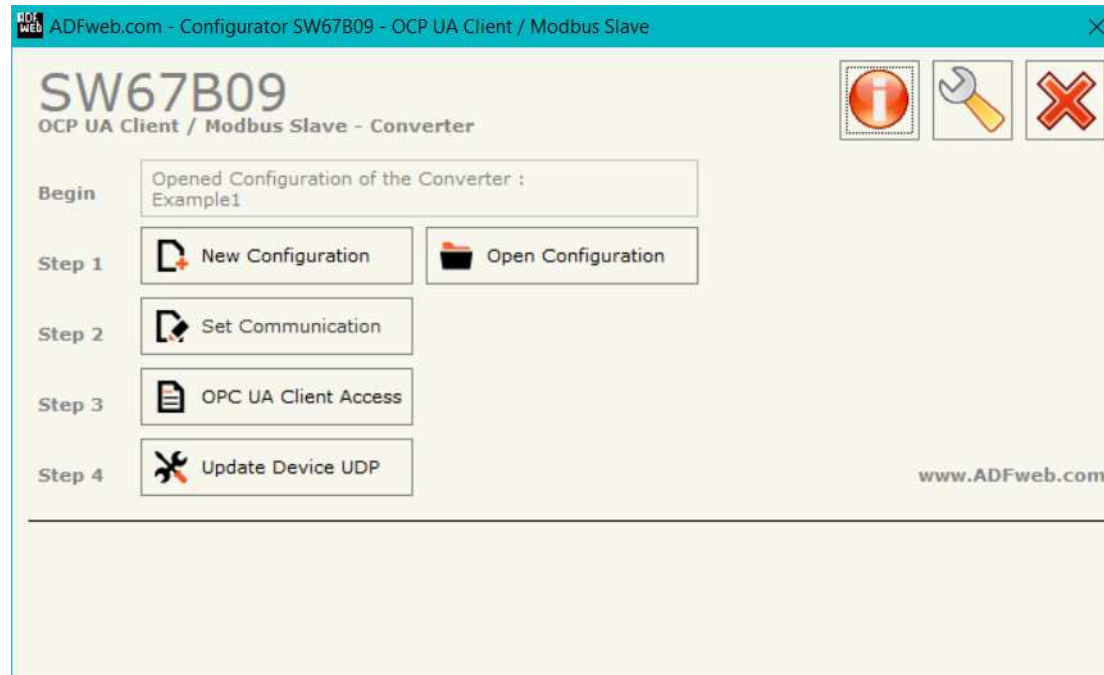 ADF
WEB ADFweb.com - Configurator SW67B09 - OCP UA Client / Modbus Slave
SW67B09
OCP UA Client / Modbus Slave - Converter
Begin
Opened Configuration of the Converter :
Example1
Step 1
New Configuration
Open Configuration
Step 2
Set Communication
Step 3
OPC UA Client Access
Step 4
Update Device UDP
www.ADFweb.com